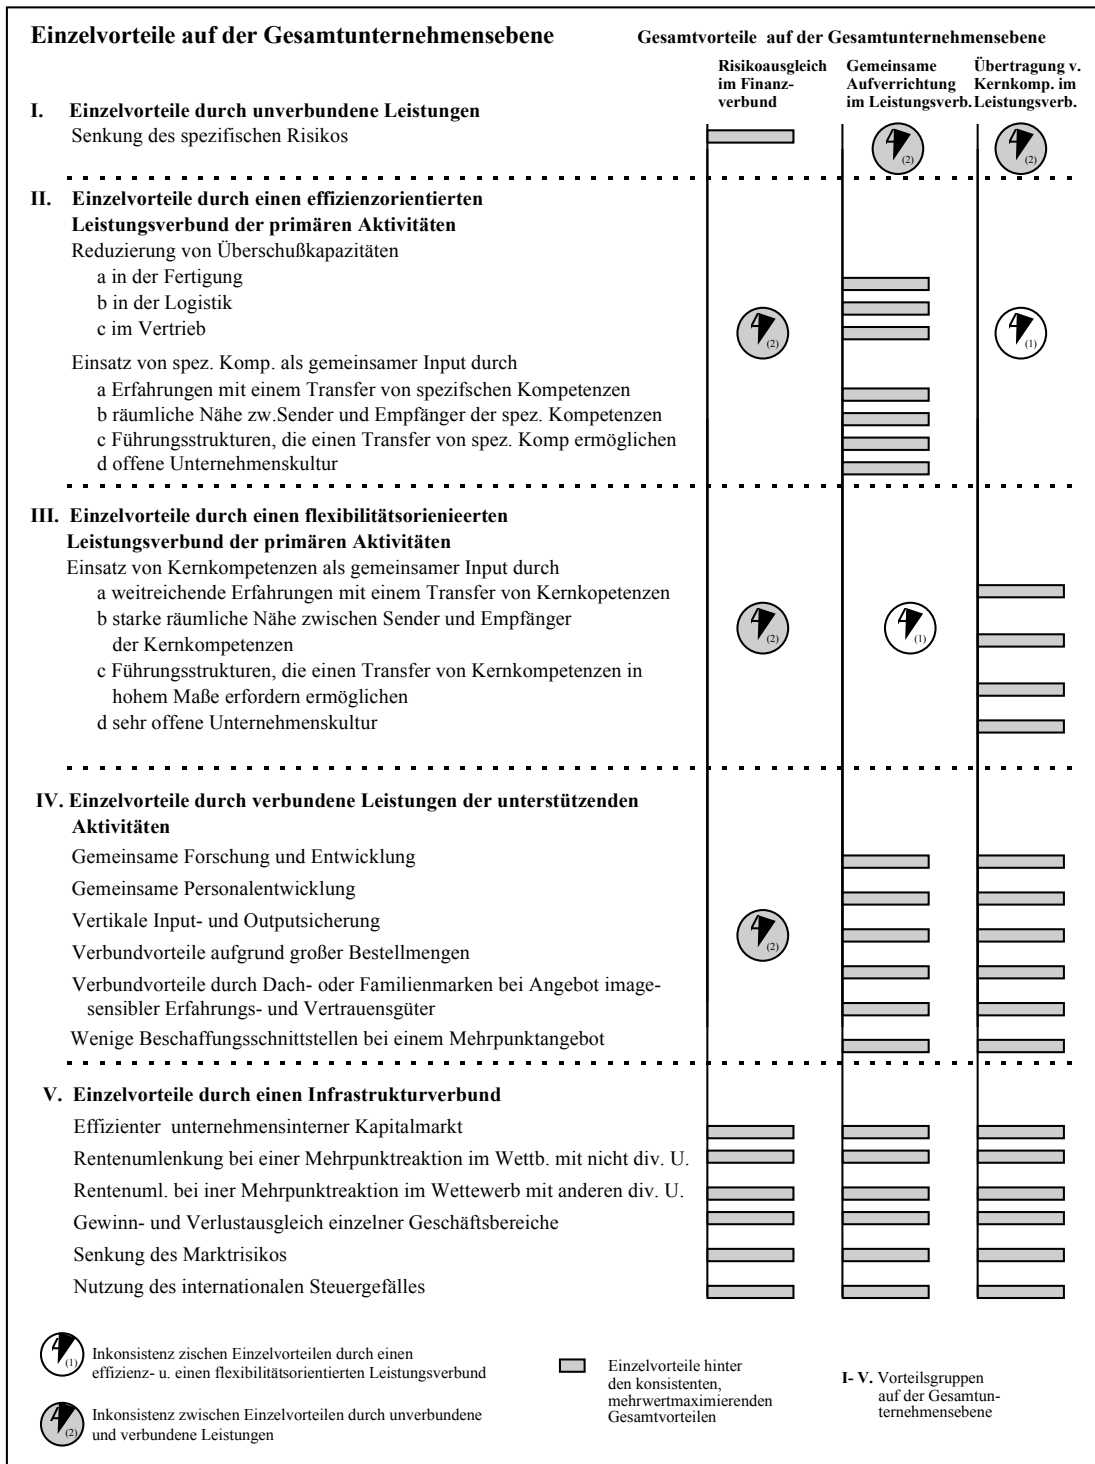 Einzelvorteile auf der Gesamtunternehmensebene
Gesamtvorteile auf der Gesamtunternehmensebene
Risikoausgleich
im Finanz-
verbund
Gemeinsame
Aufverrichtung
im Leistungsverb.
Übertragung v.
Kernkomp. im
Leistungsverb.
I. Einzelvorteile durch unverbundene Leistungen
Senkung des spezifischen Risikos
(2)
(2)
II. Einzelvorteile durch einen effizienzorientierten
Leistungsverbund der primären Aktivitäten
Reduzierung von Überschußkapazitäten
a in der Fertigung
b in der Logistik
c im Vertrieb
(2)
(1)
Einsatz von spez. Komp. als gemeinsamer Input durch
a Erfahrungen mit einem Transfer von spezifschen Kompetenzen
b räumliche Nähe zw.Sender und Empfänger der spez. Kompetenzen
c Führungsstrukturen, die einen Transfer von spez. Komp ermöglichen
d offene Unternehmenskultur
III. Einzelvorteile durch einen flexibilitätsorienieerten
Leistungsverbund der primären Aktivitäten
Einsatz von Kernkompetenzen als gemeinsamer Input durch
a weitreichende Erfahrungen mit einem Transfer von Kernkopetenzen
b starke räumliche Nähe zwischen Sender und Empfänger
der Kernkompetenzen
(2)
(1)
c Führungsstrukturen, die einen Transfer von Kernkompetenzen in
hohem Maße erfordern ermöglichen
d sehr offene Unternehmenskultur
IV. Einzelvorteile durch verbundene Leistungen der unterstützenden
Aktivitäten
Gemeinsame Forschung und Entwicklung
Gemeinsame Personalentwicklung
Vertikale Input- und Outputsicherung
(2)
Verbundvorteile aufgrund großer Bestellmengen
Verbundvorteile durch Dach- oder Familienmarken bei Angebot image-
sensibler Erfahrungs- und Vertrauensgüter
Wenige Beschaffungsschnittstellen bei einem Mehrpunktangebot
V. Einzelvorteile durch einen Infrastrukturverbund
Effizienter unternehmensinterner Kapitalmarkt
Rentenumlenkung bei einer Mehrpunktreaktion im Wettb. mit nicht div. U.
Rentenuml. bei iner Mehrpunktreaktion im Wettewerb mit anderen div. U.
Gewinn- und Verlustausgleich einzelner Geschäftsbereiche
Senkung des Marktrisikos
Nutzung des internationalen Steuergefälles
(1)
Inkonsistenz zischen Einzelvorteilen durch einen
effizienz- u. einen flexibilitätsorientierten Leistungsverbund
(2)
Inkonsistenz zwischen Einzelvorteilen durch unverbundene
und verbundene Leistungen
Einzelvorteile hinter
den konsistenten,
mehrwertmaximierenden
Gesamtvorteilen
I- V. Vorteilsgruppen
auf der Gesamtun-
ternehmensebene